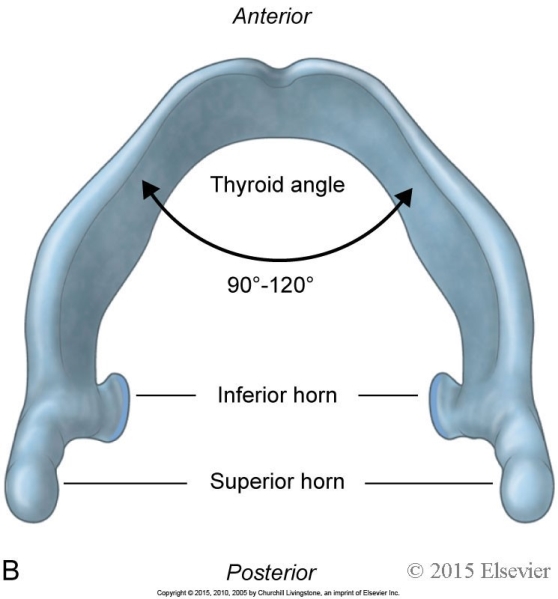 Anterior
Thyroid angle
90°-120°
Inferior horn
Superior horn
B
Posterior
© 2015 Elsevier
Copyright © 2015, 2010, 2005 by Churchill Livingstone, an imprint of Elsevier Inc.